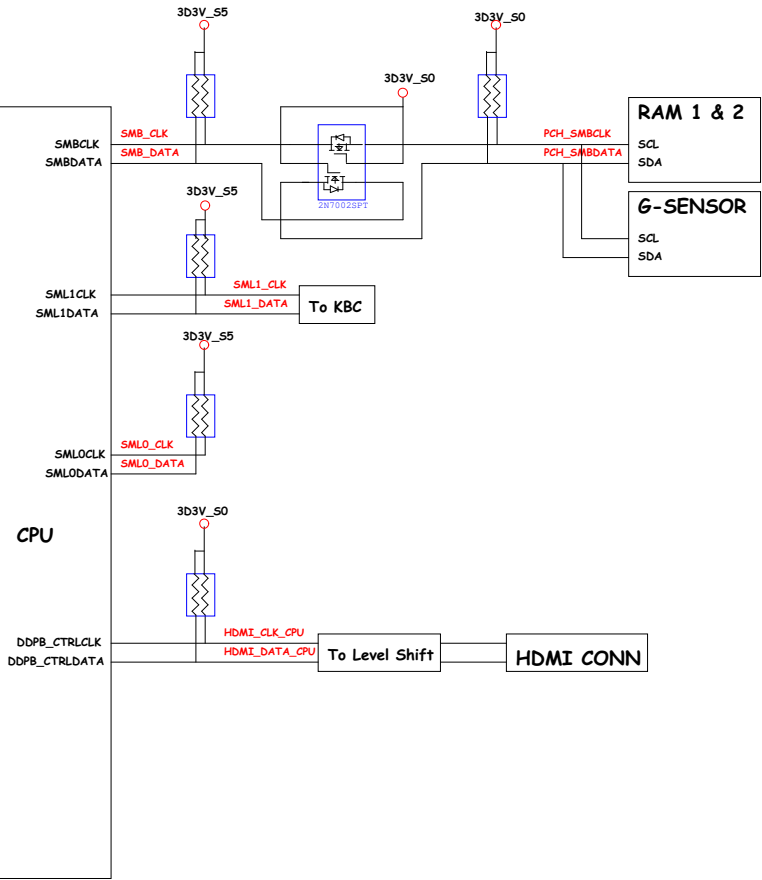 3D3V_S5
3D3V_S0
3D3V_S0
RAM 1 & 2
SMBCLK
SMB_CLK
PCH_SMBCLK
SCL
SMBDATA
SMB_DATA
PCH_SMBDATA
SDA
2N7002SPT
G-SENSOR
SCL
SDA
3D3V_S5
SML1CLK
SML1_CLK
SML1DATA
SML1_DATA
To KBC
3D3V_S5
SML0CLK
SML0_CLK
SML0DATA
SML0_DATA
3D3V_S0
CPU
DDPB_CTRLCLK
HDMI_CLK_CPU
DDPB_CTRLDATA
HDMI_DATA_CPU
To Level Shift
HDMI CONN